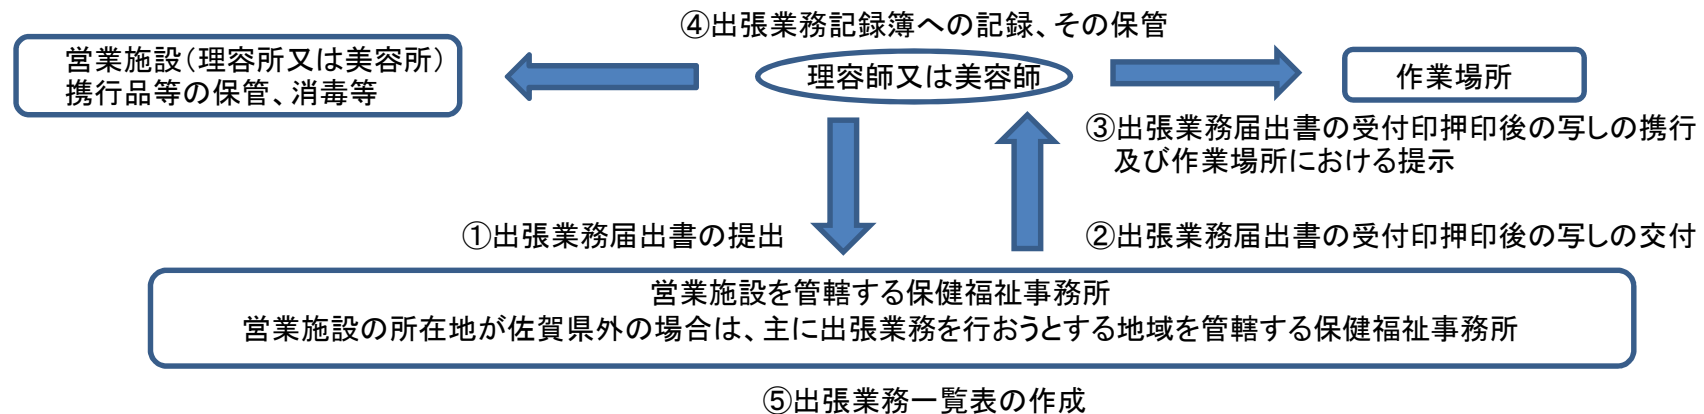 ④出張業務記録簿への記録、その保管
営業施設（理容所又は美容所）
携行品等の保管、消毒等
理容師又は美容師
作業場所
③出張業務届出書の受付印押印後の写しの携行
及び作業場所における提示
①出張業務届出書の提出
②出張業務届出書の受付印押印後の写しの交付
営業施設を管轄する保健福祉事務所
営業施設の所在地が佐賀県外の場合は、主に出張業務を行おうとする地域を管轄する保健福祉事務所
⑤出張業務一覧表の作成